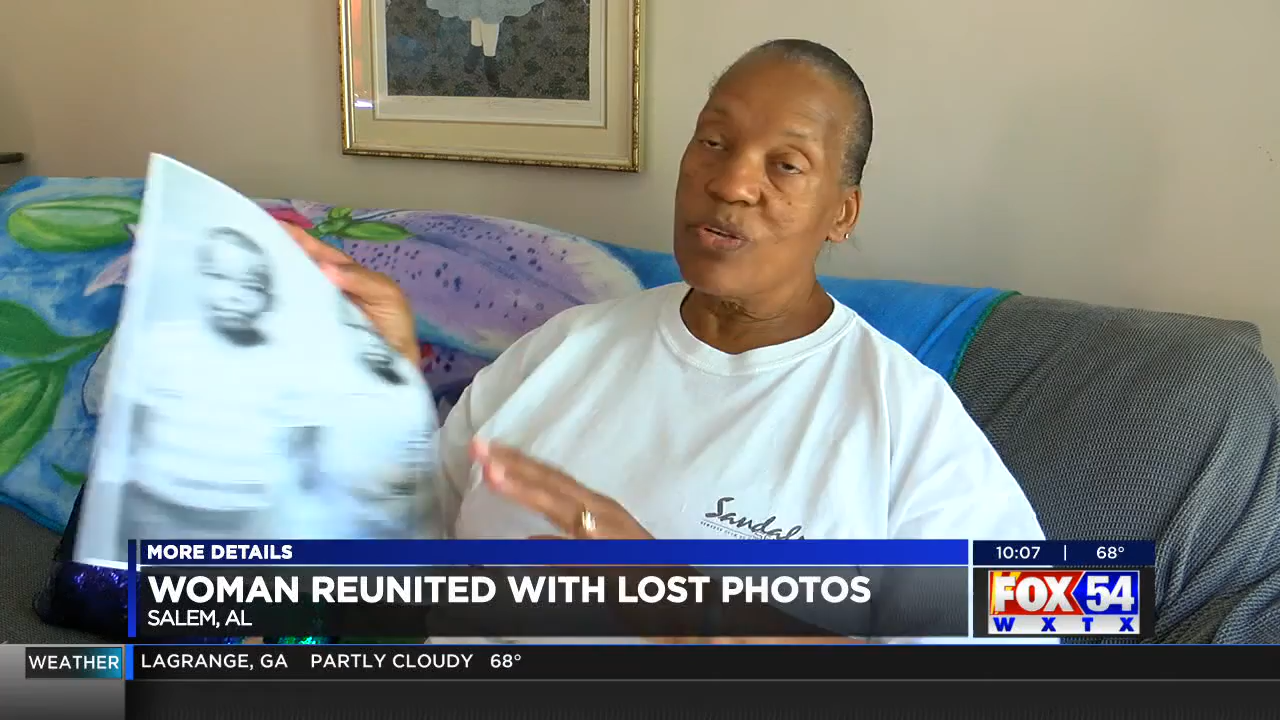 Sandals
MORE DETAILS
WOMAN REUNITED WITH LOST PHOTOS
SALEM, AL
10:07 | 68°
FOX 54
WXTX
WEATHER LAGRANGE, GA PARTLY CLOUDY 68°